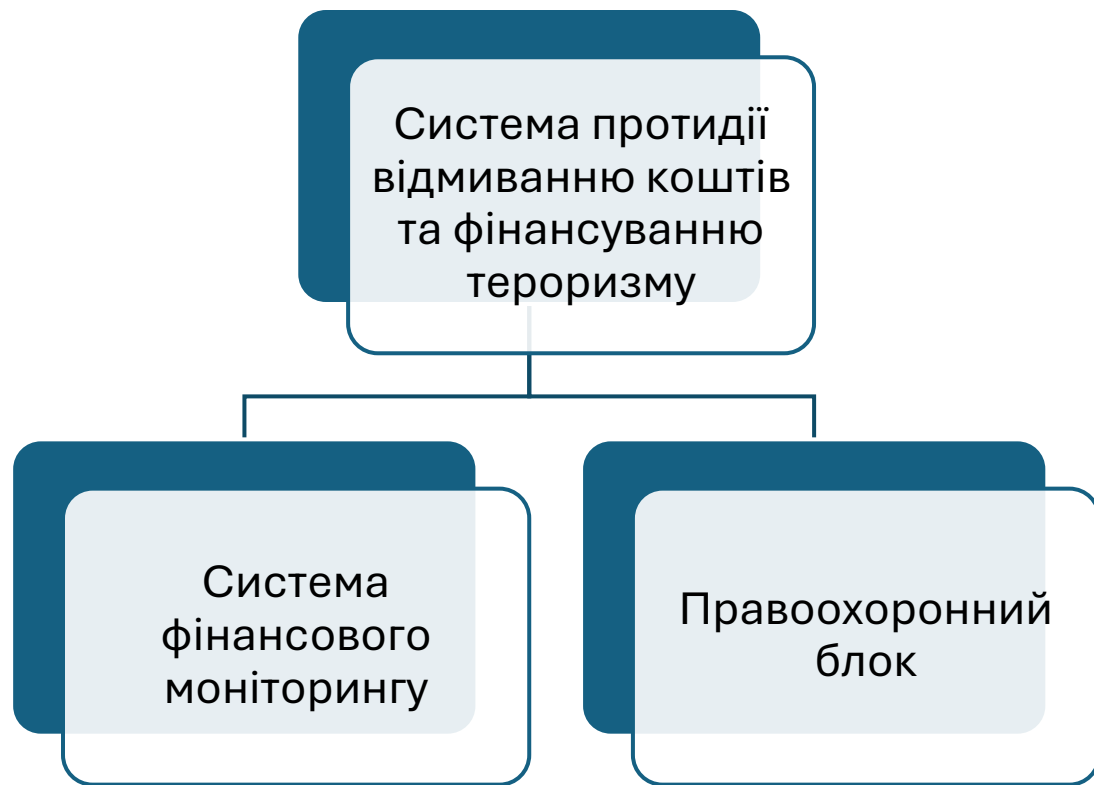 Система протидії
відмиванню коштів
та фінансуванню
тероризму
Система
фінансового
моніторингу
Правоохоронний
блок